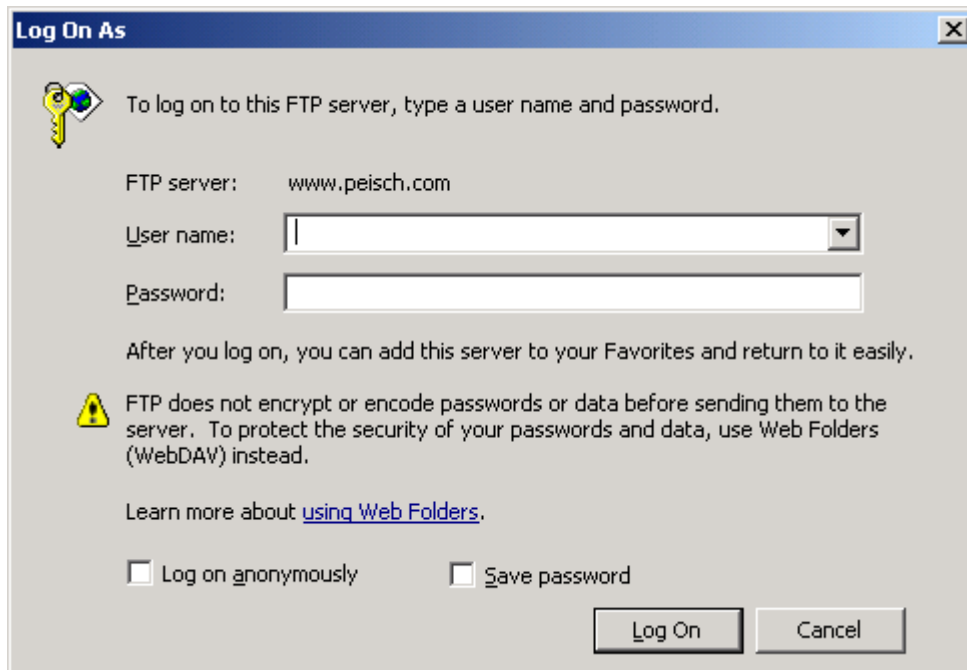 Log On As
To log on to this FTP server, type a user name and password.
FTP server: www.peisch.com
User name:
Password:
After you log on, you can add this server to your Favorites and return to it easily.
FTP does not encrypt or encode passwords or data before sending them to the
server.  To protect the security of your passwords and data, use Web Folders
(WebDAV) instead.
Learn more about using Web Folders.
Log on anonymously Save password
Log On Cancel